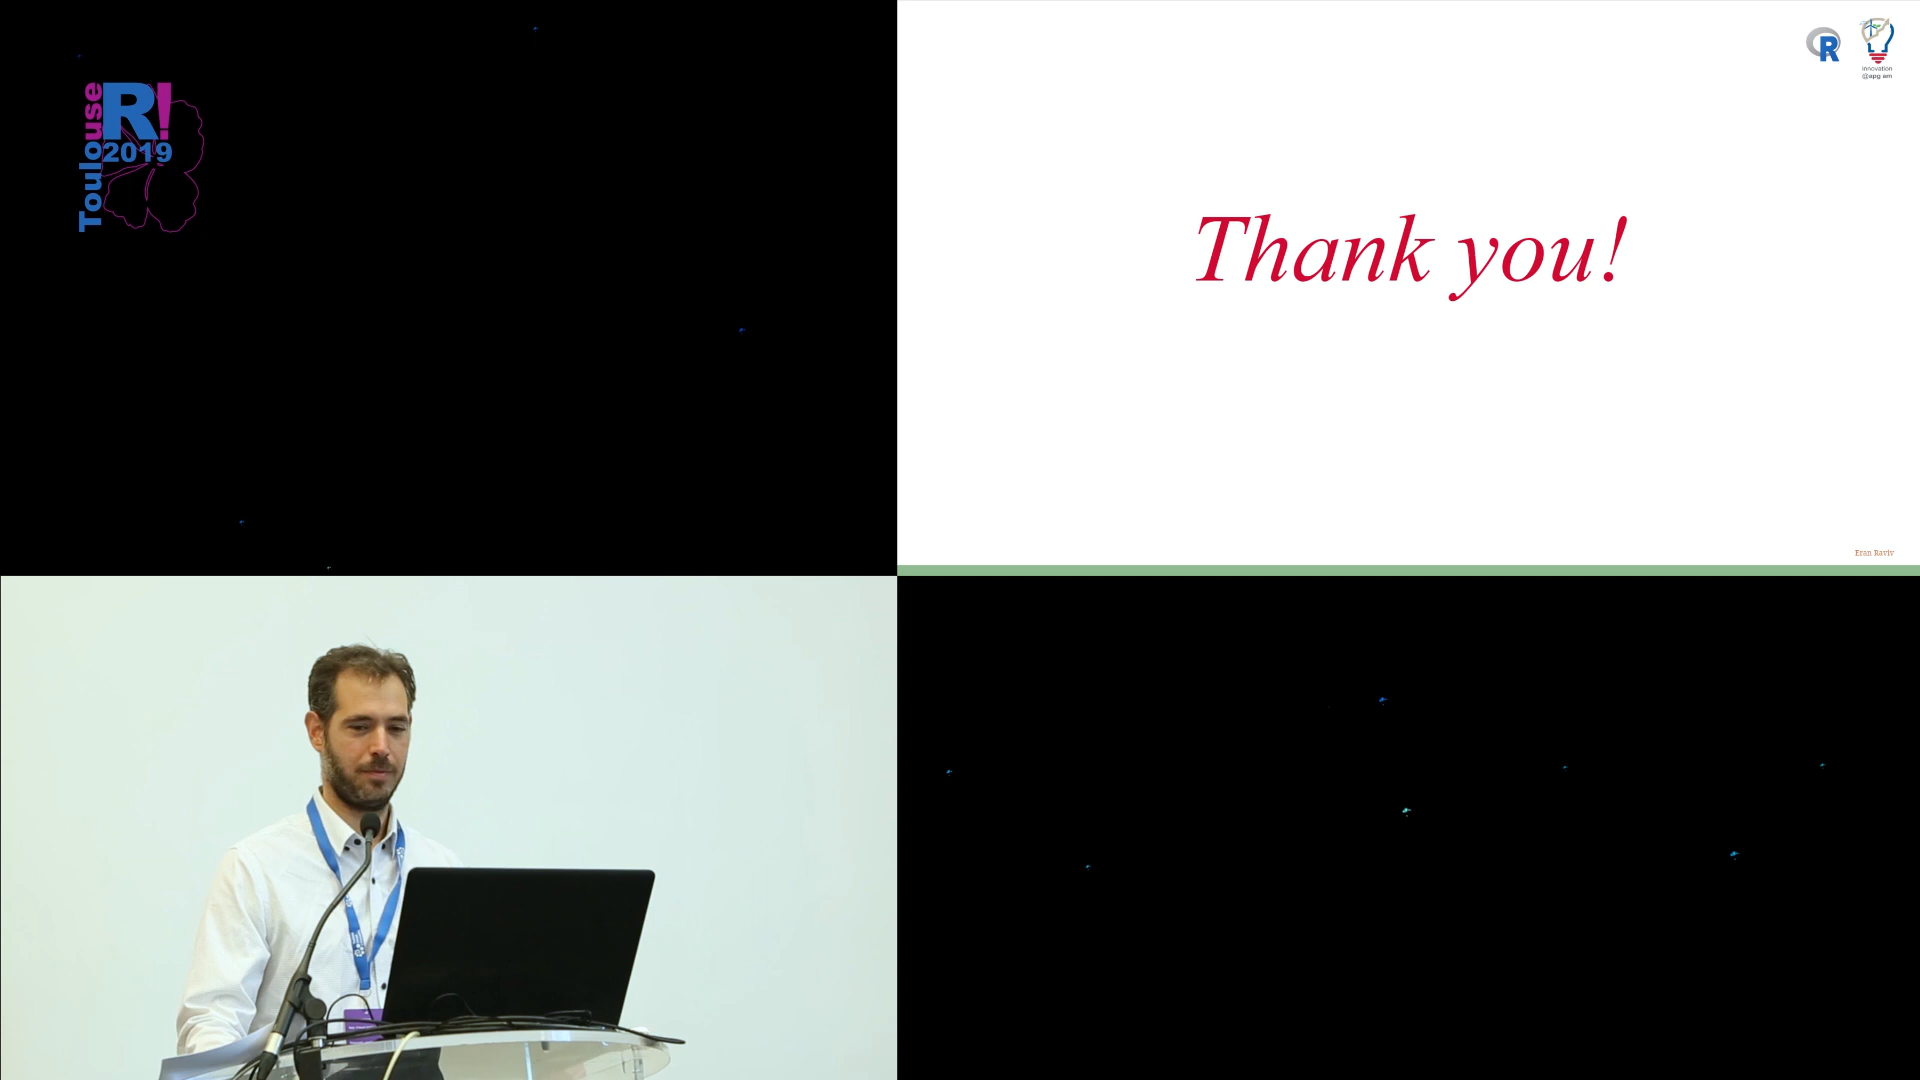 Toulouse
R!
2019
R
innovation
@apg am
Thank you!
Eran Raviv